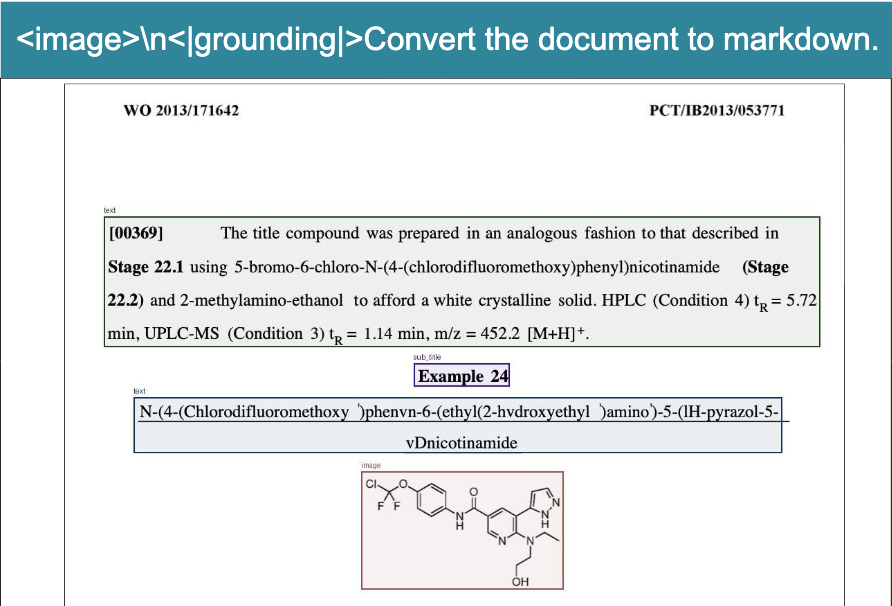 <image>\n<|grounding|>Convert the document to markdown.
WO 2013/171642
PCT/IB2013/053771
text
[00369] The title compound was prepared in an analogous fashion to that described in
Stage 22.1 using 5-bromo-6-chloro-N-(4-(chlorodifluoromethoxy)phenyl)nicotinamide (Stage
22.2) and 2-methylamino-ethanol to afford a white crystalline solid. HPLC (Condition 4) tR = 5.72
min, UPLC-MS (Condition 3) tR = 1.14 min, m/z = 452.2 [M+H]+.
sub_title
Example 24
text
N-(4-(Chlorodifluoromethoxy ')phenvn-6-(ethyl(2-hvdroxyethyl ')amino')-5-(lH-pyrazol-5-
vDnicotinamide
image
Cl
O
F F
O
N
H
N
N
H
N
N
OH